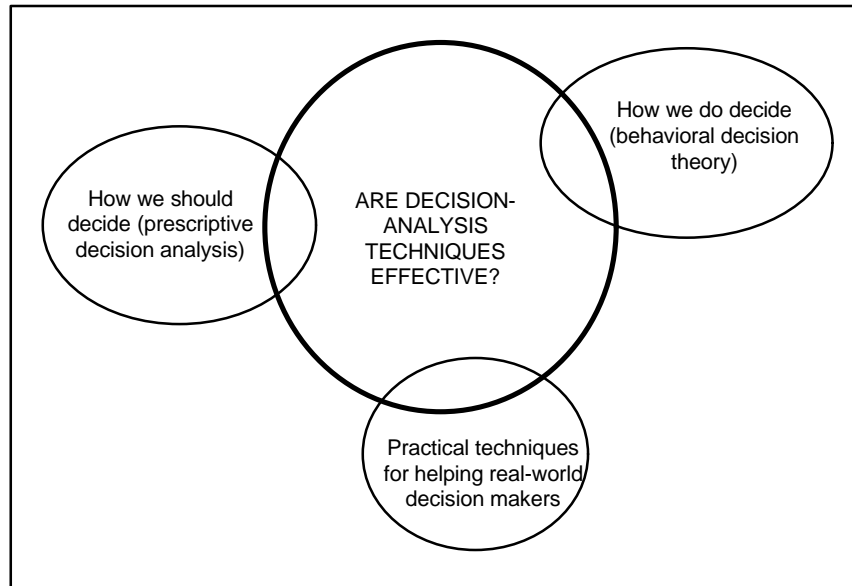 How we do decide
(behavioral decision
theory)
How we should
decide (prescriptive
decision analysis)
ARE DECISION-
ANALYSIS
TECHNIQUES
EFFECTIVE?
Practical techniques
for helping real-world
decision makers